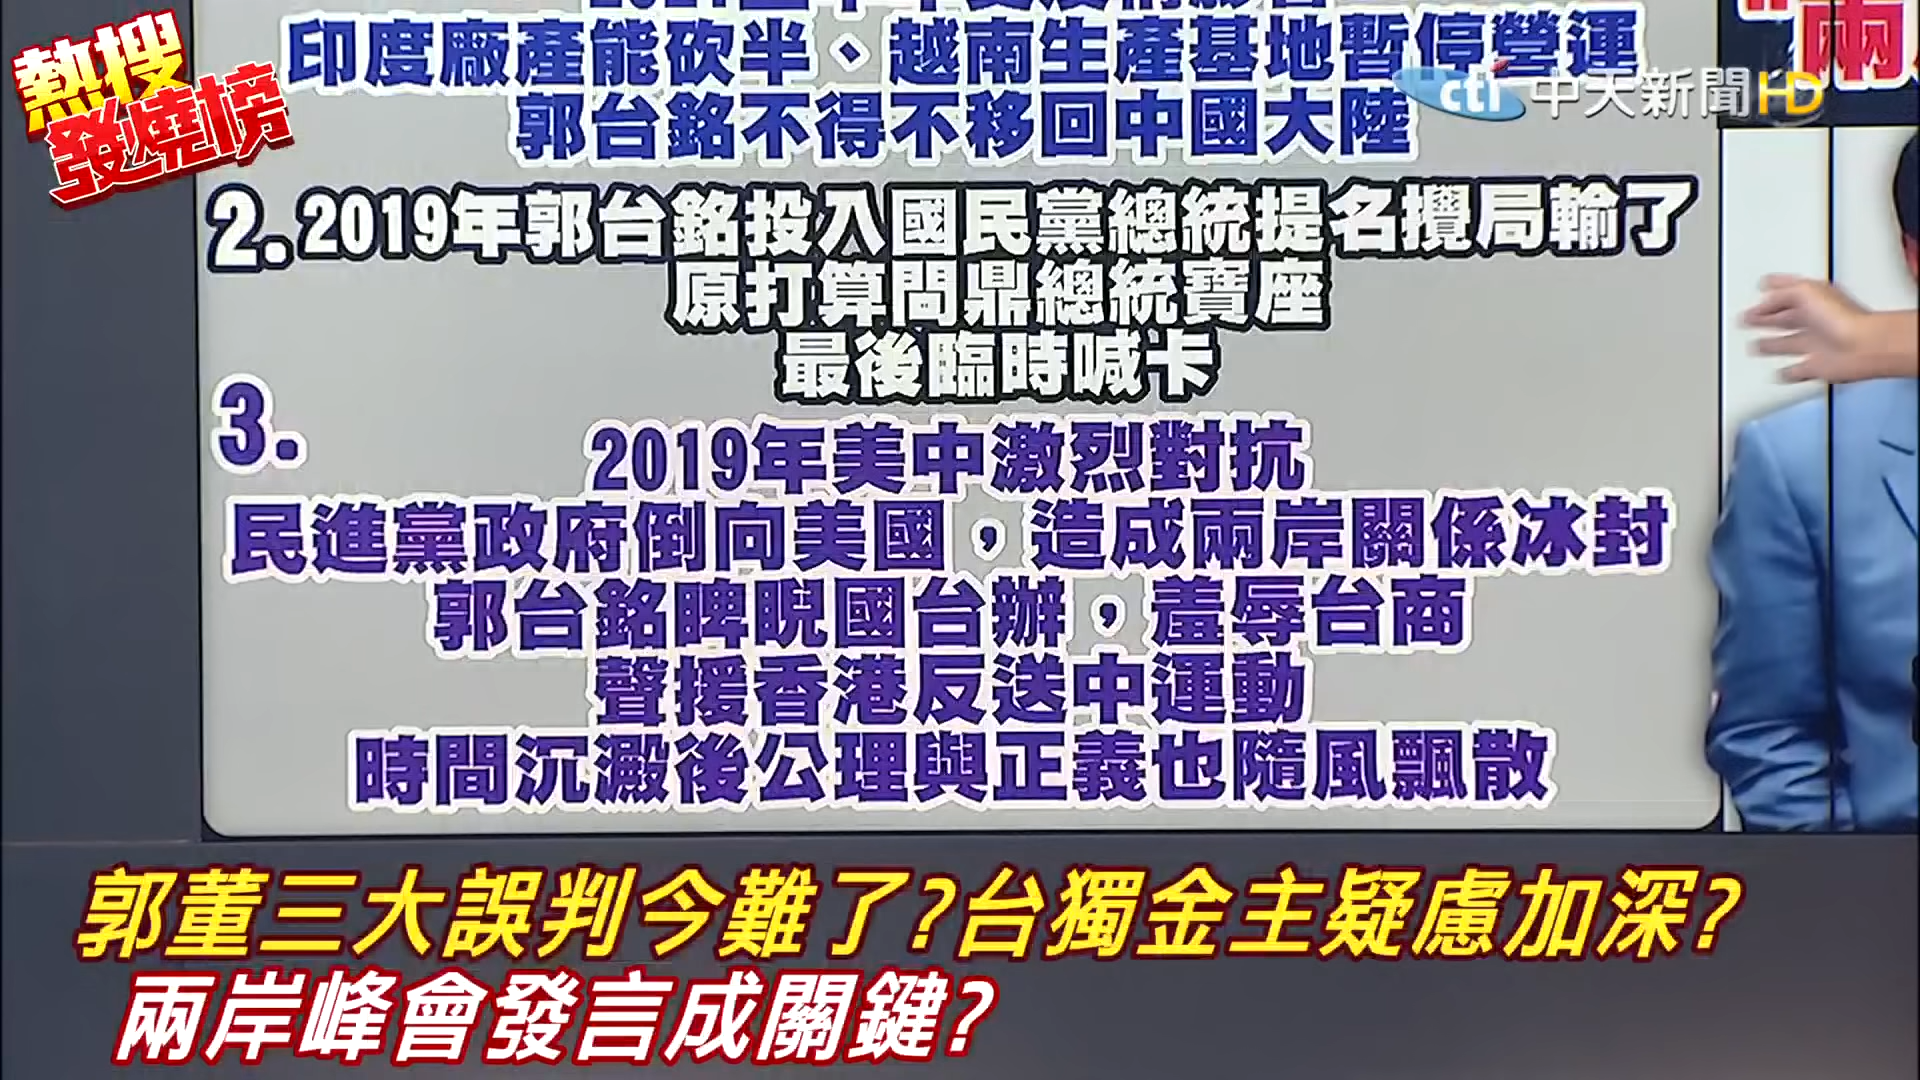 熱搜
發燒榜
印度廠產能砍半、越南生產基地暫停營運
郭台銘不得不移回中國大陸
cti 中天新聞HD
2.2019年郭台銘投入國民黨總統提名攪局輸了
原打算問鼎總統寶座
最後臨時喊卡
3.
2019年美中激烈對抗
民進黨政府倒向美國，造成兩岸關係冰封
郭台銘睥睨國台辦，羞辱台商
聲援香港反送中運動
時間沉澱後公理與正義也隨風飄散
郭董三大誤判今難了?台獨金主疑慮加深?
兩岸峰會發言成關鍵?